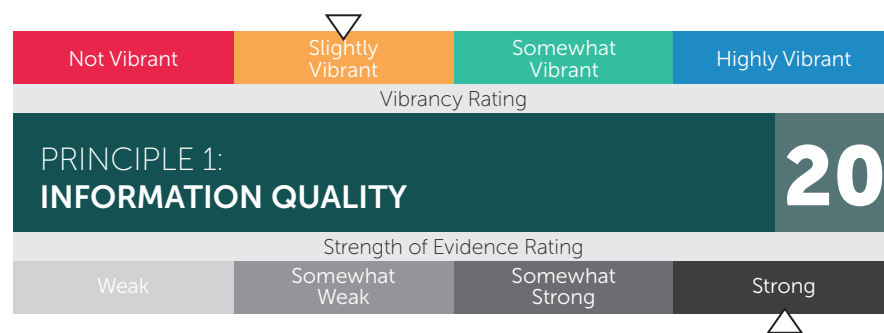 Not Vibrant
Slightly
Vibrant
Somewhat
Vibrant
Highly Vibrant
Vibrancy Rating
PRINCIPLE 1:
INFORMATION QUALITY
20
Strength of Evidence Rating
Weak
Somewhat
Weak
Somewhat
Strong
Strong